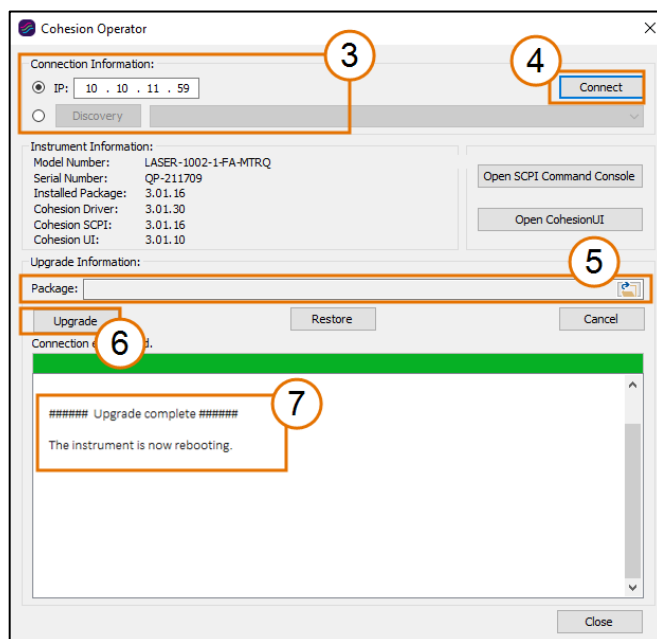 Cohesion Operator
3
Connection Information:
4
IP: 10 . 10 . 11 . 59
Connect
Discovery
Instrument Information:
Model Number: LASER-1002-1-FA-MTRQ
Serial Number: QP-211709
Installed Package: 3.01.16
Cohesion Driver: 3.01.30
Cohesion SCPI: 3.01.16
Cohesion UI: 3.01.10
Open SCPI Command Console
Open CohesionUI
Upgrade Information:
5
Package:
Upgrade
Restore
Cancel
6
Connection
d.
7
###### Upgrade complete ######
The instrument is now rebooting.
Close